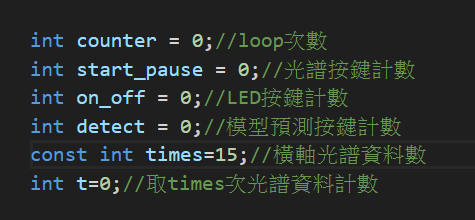 int counter = 0;//loop次數
int start_pause = 0;//光譜按鍵計數
int on_off = 0;//LED按鍵計數
int detect = 0;//模型預測按鍵計數
const int times=15;//橫軸光譜資料數
int t=0;//取times次光譜資料計數